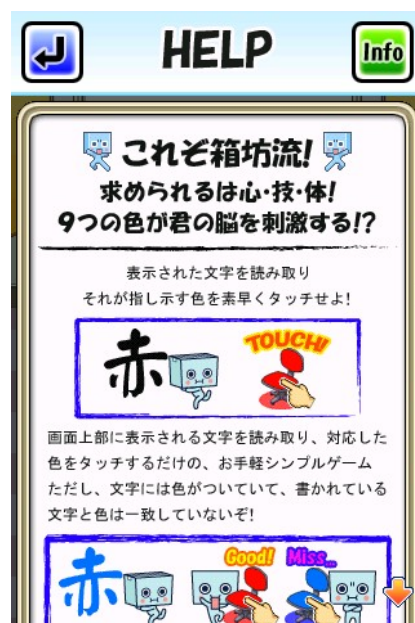 HELP
Info
これぞ箱坊流!
求められるは心・技・体!
9つの色が君の脳を刺激する!?
表示された文字を読み取り
それが指し示す色を素早くタッチせよ!
赤
TOUCH!
画面上部に表示される文字を読み取り、対応した
色をタッチするだけの、お手軽シンプルゲーム
ただし、文字には色がついていて、書かれている
文字と色は一致していないぞ!
赤
Good! Miss...